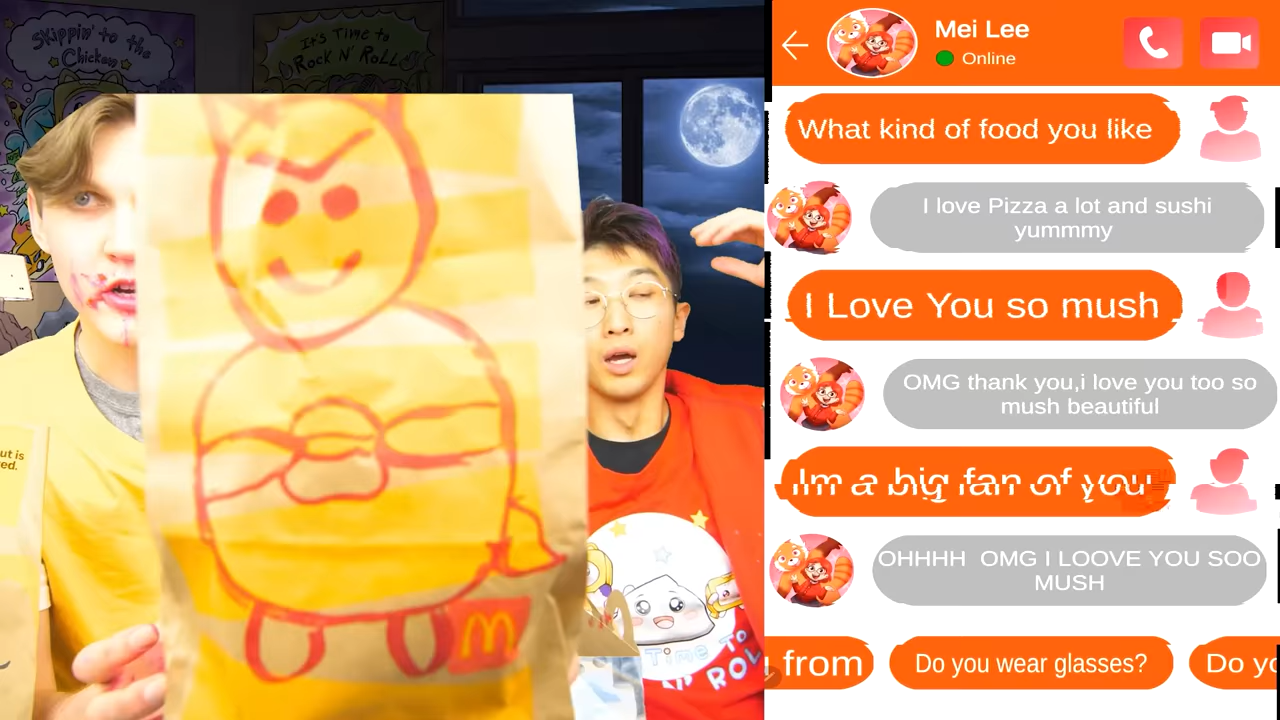 Skippin' to the
Chicken
It's Time to
Rock N' Roll
ut is
ed.
Time To
ROL
Mei Lee
Online
What kind of food you like
I love Pizza a lot and sushi
yummmy
I Love You so mush
OMG thank you,i love you too so
mush beautiful
Im a big fan of you
OHHHH OMG I LOOVE YOU SOO
MUSH
from
Do you wear glasses?
Do yo